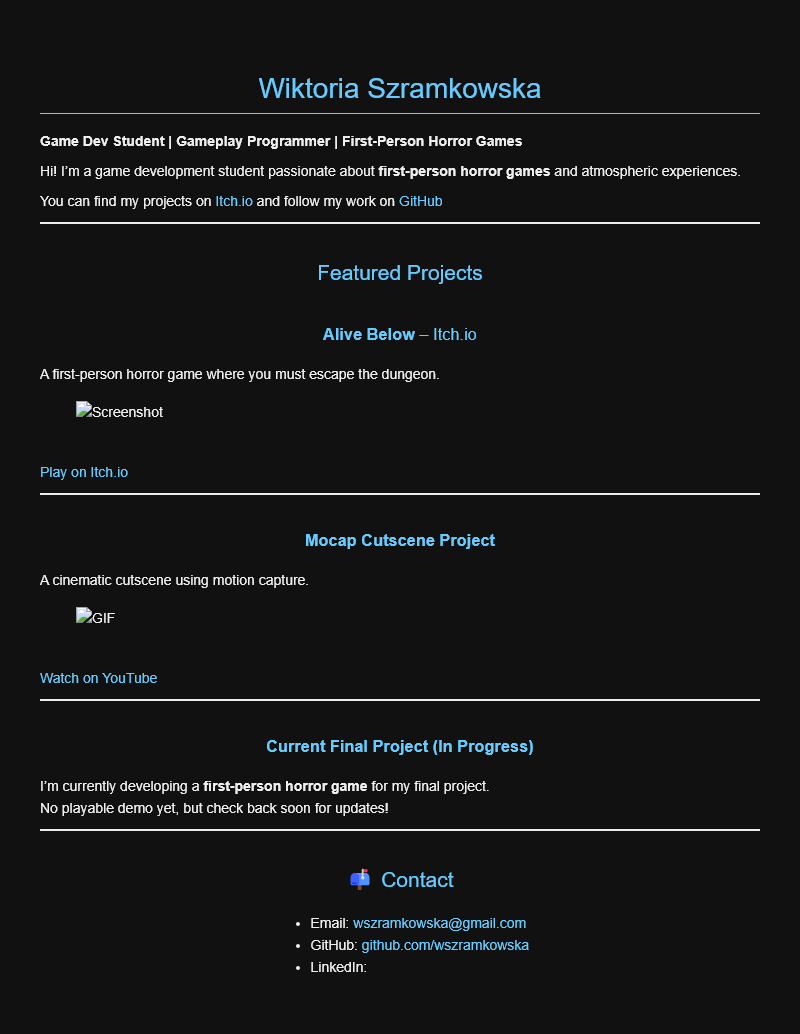 Wiktoria Szramkowska
Game Dev Student | Gameplay Programmer | First-Person Horror Games
Hi! I’m a game development student passionate about first-person horror games and atmospheric experiences.
You can find my projects on Itch.io and follow my work on GitHub
Featured Projects
Alive Below – Itch.io
A first-person horror game where you must escape the dungeon.
Screenshot
Play on Itch.io
Mocap Cutscene Project
A cinematic cutscene using motion capture.
GIF
Watch on YouTube
Current Final Project (In Progress)
I’m currently developing a first-person horror game for my final project.
No playable demo yet, but check back soon for updates!
📫 Contact
• Email: wszramkowska@gmail.com
• GitHub: github.com/wszramkowska
• LinkedIn: